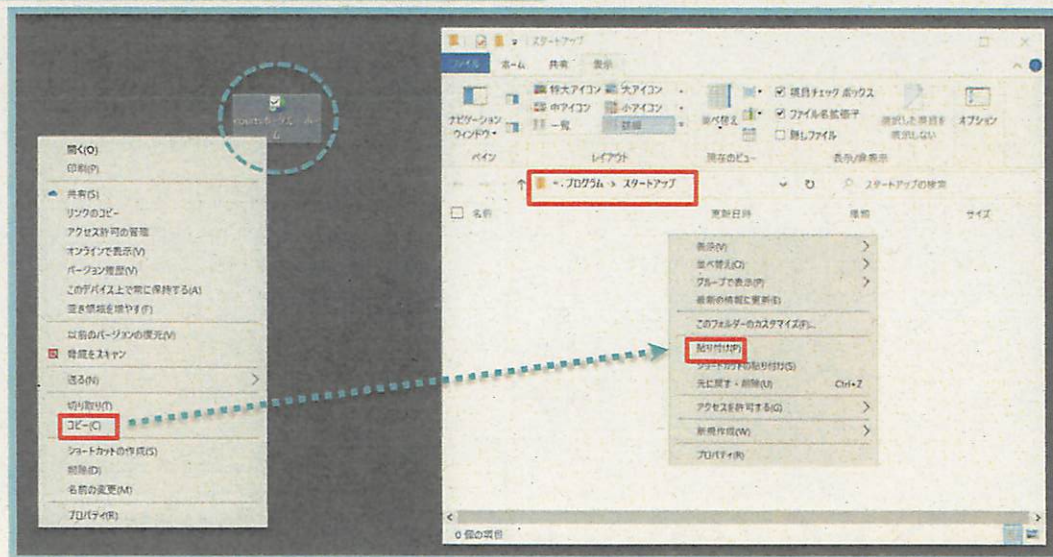 開く(O)
印刷(P)
共有(S)
リンクのコピー
アクセス許可の管理
オンラインで表示(V)
バージョン履歴(V)
このデバイス上で常に保持する(A)
空き領域を増やす(F)
以前のバージョンの復元(V)
脅威をスキャン
送る(N)
切り取り(T)
コピー(C)
ショートカットの作成(S)
削除(D)
名前の変更(M)
プロパティ(R)
スタートアップ
ファイル ホーム 共有 表示
ナビゲーション
ウィンドウ
特大アイコン 大アイコン
中アイコン 小アイコン
一覧 詳細
並べ替え
項目チェック ボックス
ファイル名拡張子
隠しファイル
選択した項目を
表示しない
オプション
ペイン レイアウト 現在のビュー 表示/非表示
プログラム > スタートアップ
スタートアップの検索
名前 更新日時 種類 サイズ
表示(V)
並べ替え(O)
グループで表示(P)
最新の情報に更新(E)
このフォルダーのカスタマイズ(F)...
貼り付け(P)
ショートカットの貼り付け(S)
元に戻す - 削除(U) Ctrl+Z
アクセスを許可する(G)
新規作成(W)
プロパティ(R)
0 個の項目